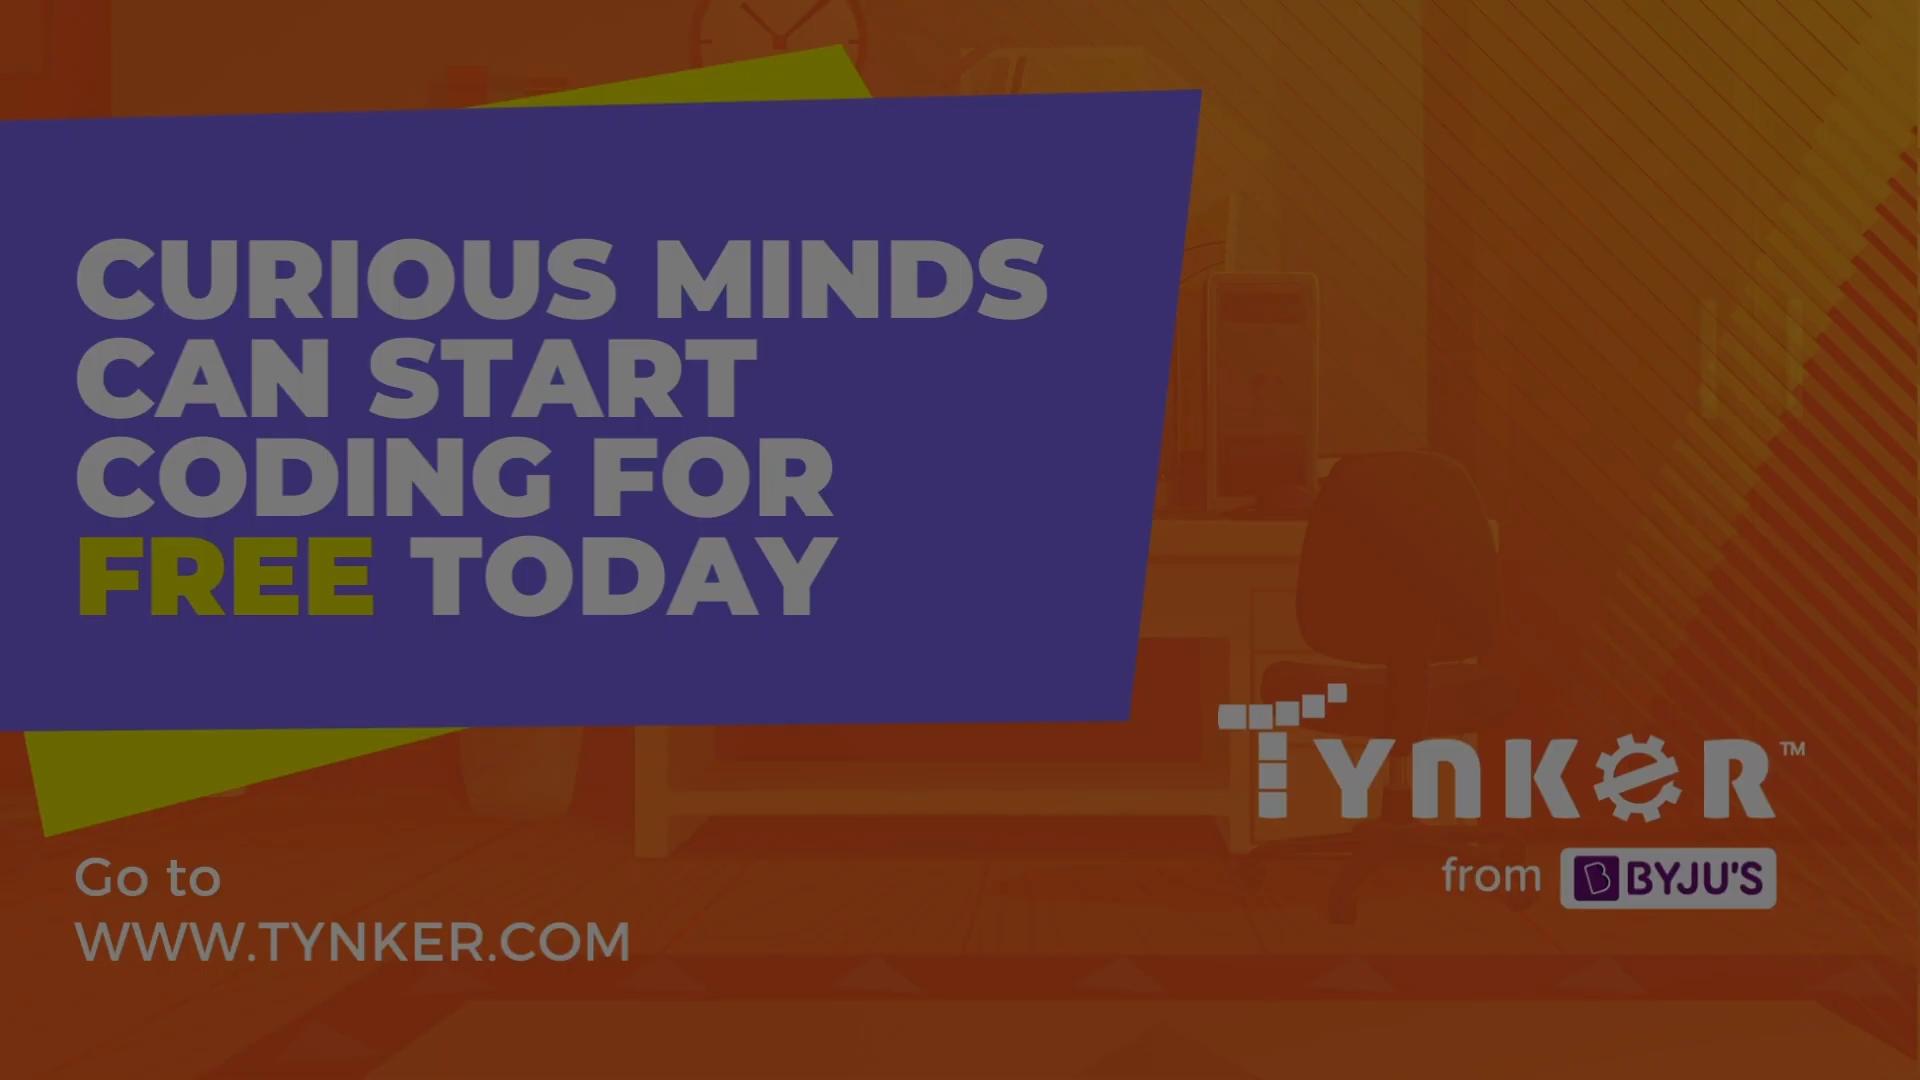 CURIOUS MINDS
CAN START
CODING FOR
FREE TODAY
Go to
WWW.TYNKER.COM
TYNKER™
from BYJU'S